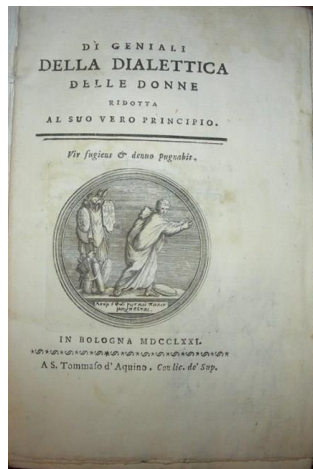 DI GENIALI
DELLA DIALETTICA
DELLE DONNE
RIDOTTA
AL SUO VERO PRINCIPIO.
Vir fugiens & denuo pugnabit.
IN BOLOGNA MDCCLXXI.
A S. Tommaso d'Aquino. Con lic. de' Sup.